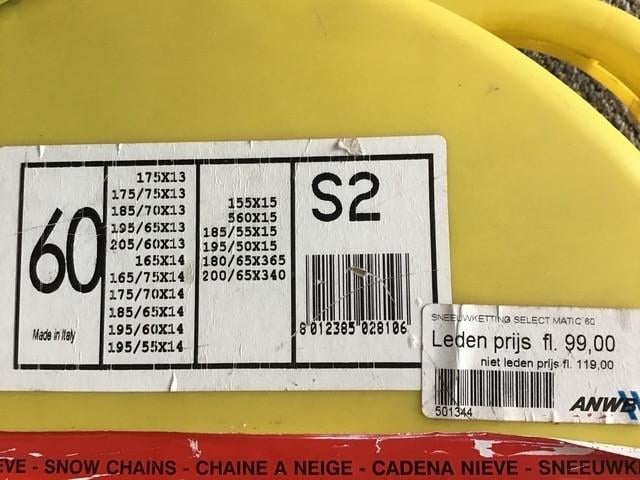 60
Made in Italy
175X13
175/75X13
185/70X13
195/65X13
205/60X13
165X14
165/75X14
175/70X14
185/65X14
195/60X14
195/55X14
155X15
560X15
185/55X15
195/50X15
180/65X365
200/65X340
S2
8 012385 028106
SNEEUWKETTING SELECT MATIC 60
Leden prijs fl. 99,00
niet leden prijs fl. 119,00
501344
ANWB
EVE - SNOW CHAINS - CHAINE A NEIGE - CADENA NIEVE - SNEEUWK